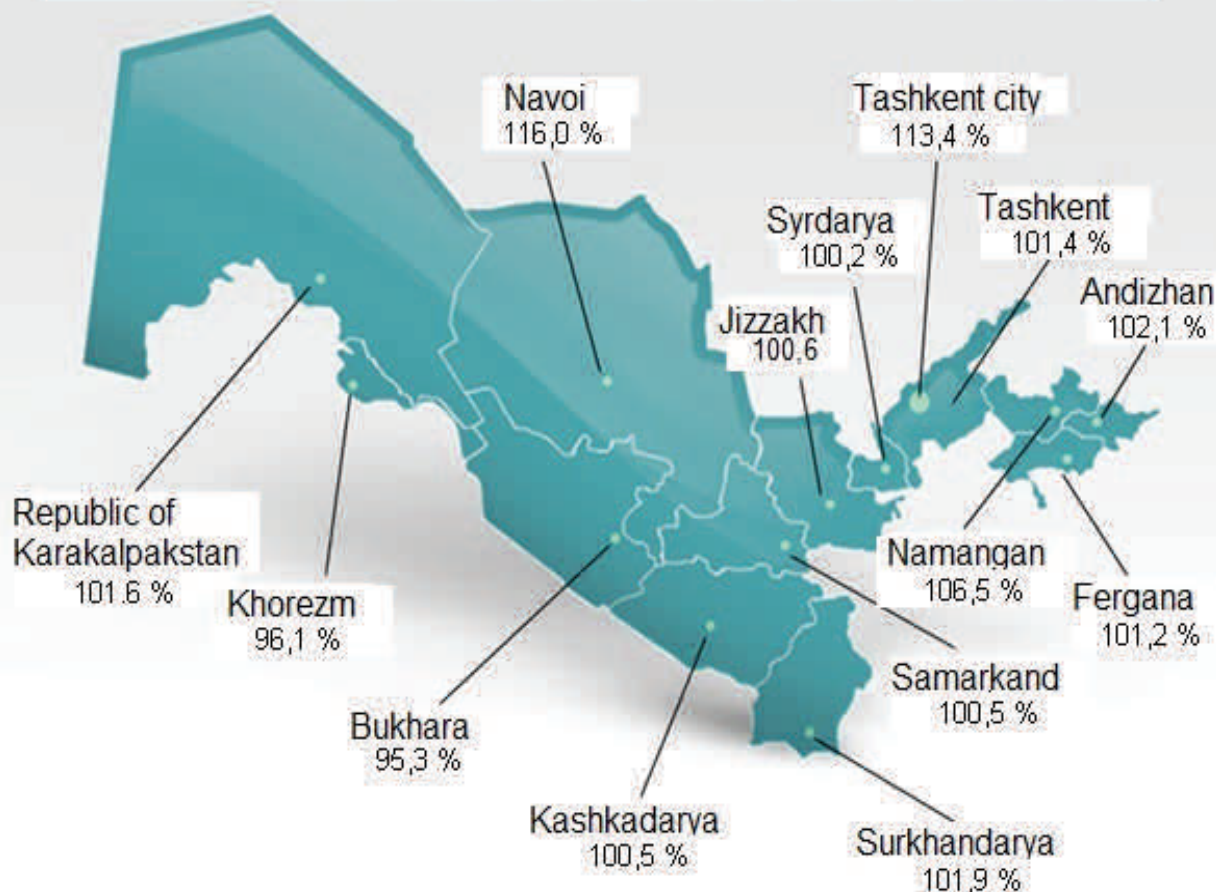 Navoi
116,0 %
Tashkent city
113,4 %
Syrdarya
100,2 %
Tashkent
101,4 %
Andizhan
102,1 %
Jizzakh
100,6
Republic of
Karakalpakstan
101.6 %
Khorezm
96,1 %
Namangan
106,5 %
Fergana
101,2 %
Samarkand
100,5 %
Bukhara
95,3 %
Kashkadarya
100,5 %
Surkhandarya
101,9 %